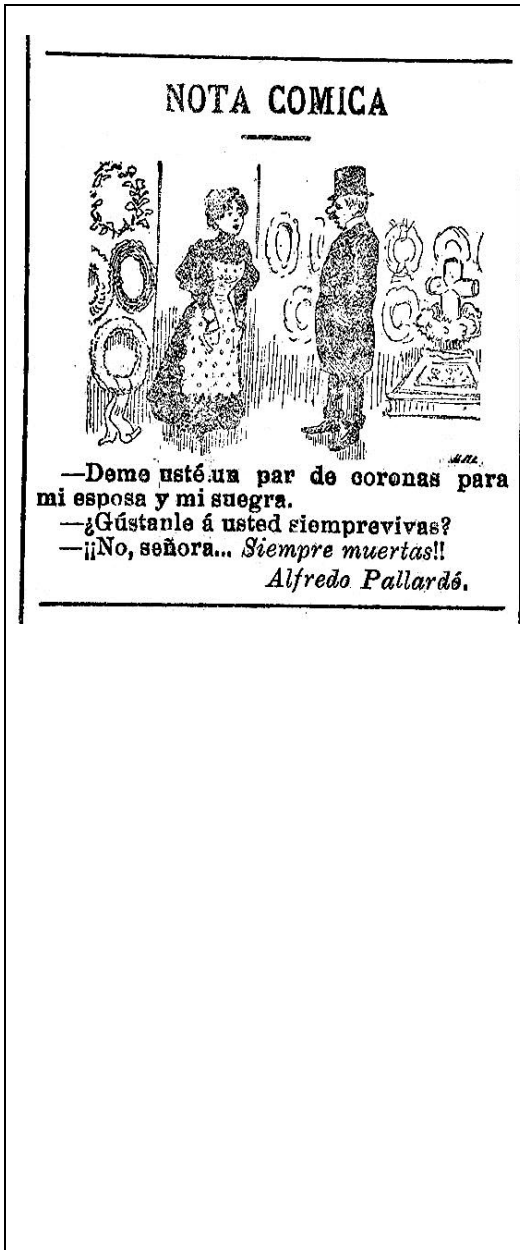 NOTA COMICA
—Deme usté un par de coronas para
mi esposa y mi suegra.
—¿Gústanle á usted siemprevivas?
—¡¡No, señora... Siempre muertas!!
Alfredo Pallardó.